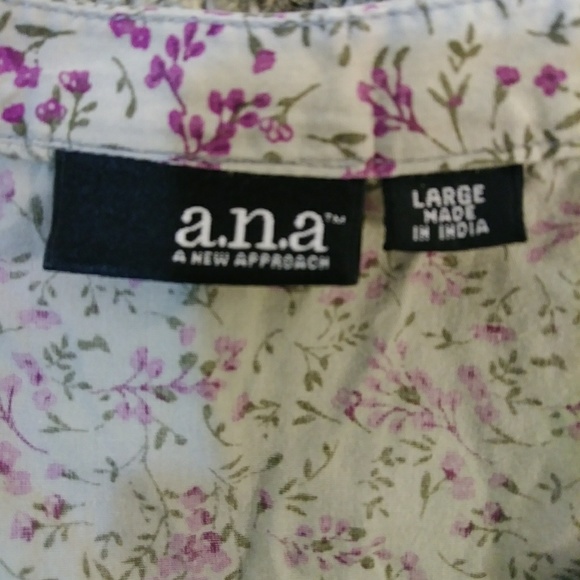 a.n.a™
A NEW APPROACH
LARGE
MADE
IN INDIA